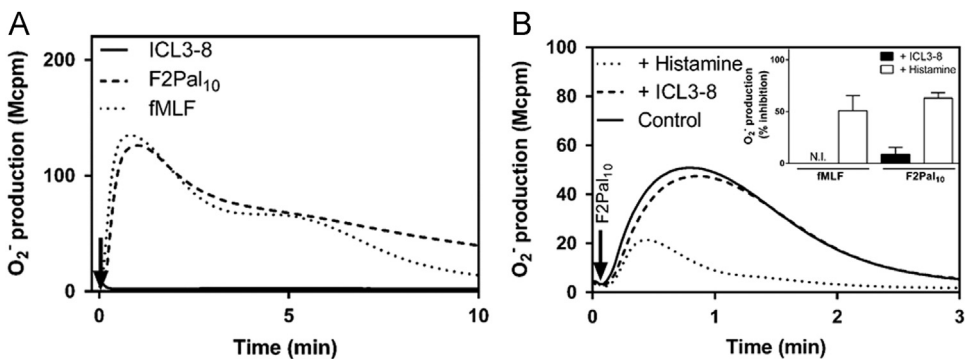 A
O₂⁻ production (Mcpm)
200
100
0
ICL3-8
F2Pal₁₀
fMLF
0
5
10
Time (min)
B
O₂⁻ production (Mcpm)
100
80
60
40
20
0
+ Histamine
+ ICL3-8
Control
F2Pal₁₀
0
1
2
3
Time (min)
O₂⁻ production
(% inhibition)
100
50
0
+ ICL3-8
+ Histamine
N.I.
fMLF
F2Pal₁₀